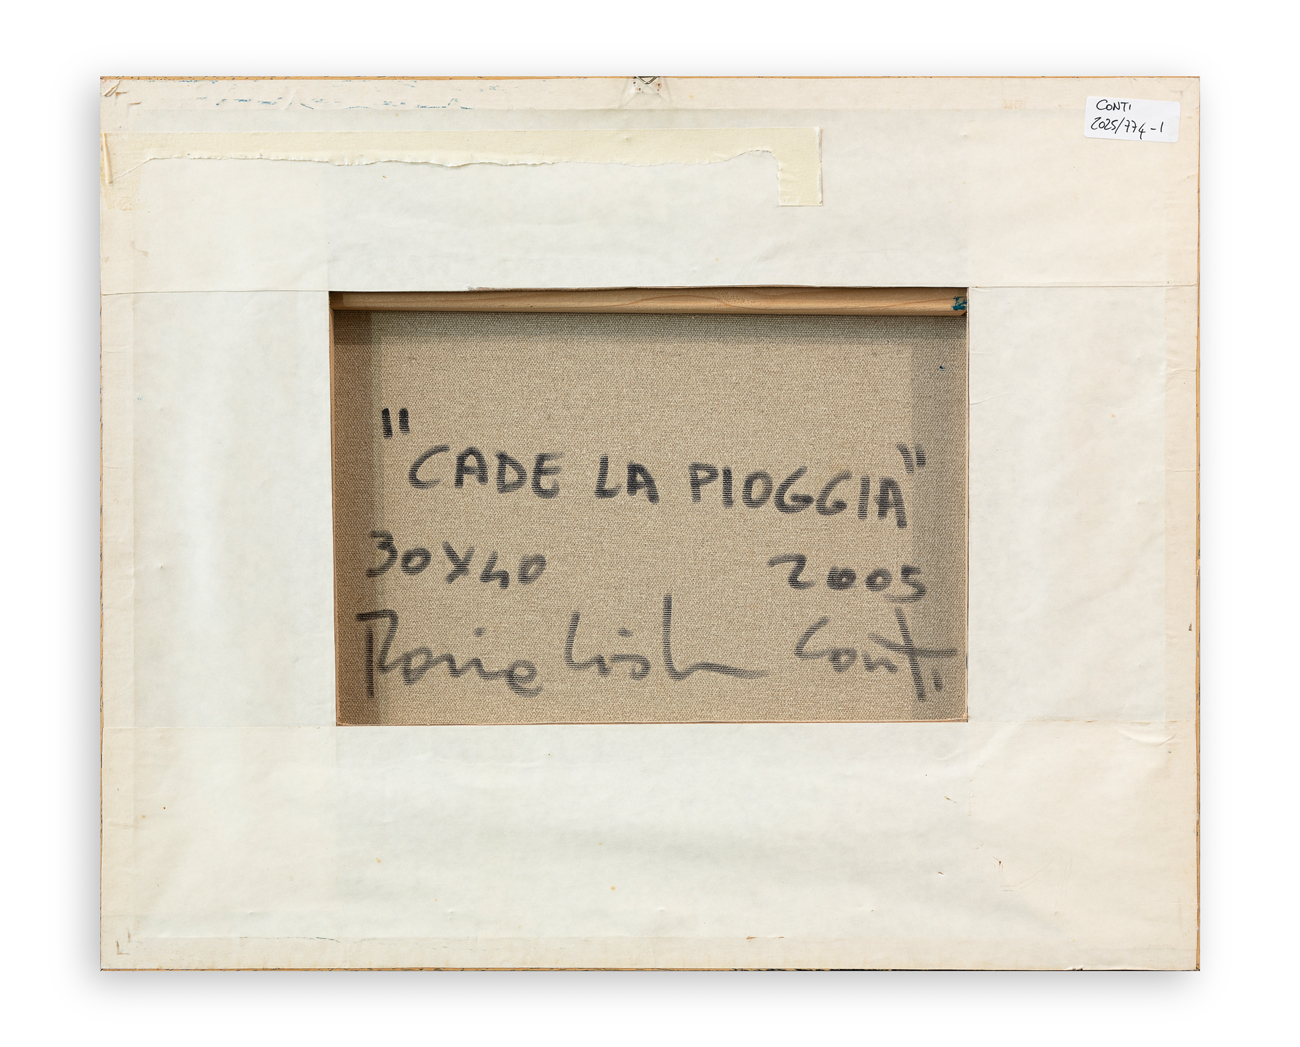 CONTI
2025/774-1
"CADE LA PIOGGIA"
30X40 2005
Conti